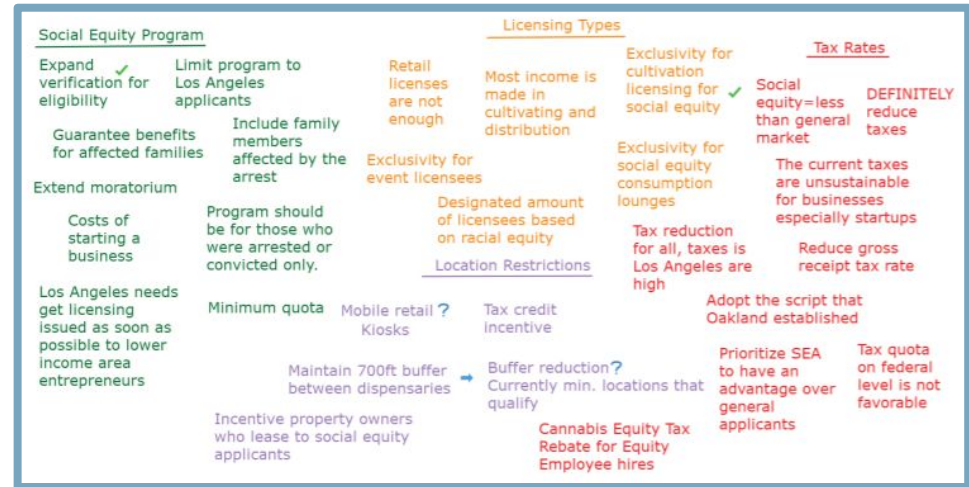 Social Equity Program
Expand
verification for
eligibility
Limit program to
Los Angeles
applicants
Guarantee benefits
for affected families
Include family
members
affected by the
arrest
Extend moratorium
Costs of
starting a
business
Program should
be for those who
were arrested or
convicted only.
Los Angeles needs
get licensing
issued as soon as
possible to lower
income area
entrepreneurs
Minimum quota
Licensing Types
Retail
licenses
are not
enough
Most income is
made in
cultivating and
distribution
Exclusivity for
cultivation
licensing for
social equity
Exclusivity for
event licensees
Exclusivity for
social equity
consumption
lounges
Designated amount
of licensees based
on racial equity
Location Restrictions
Mobile retail ?
Kiosks
Tax credit
incentive
Maintain 700ft buffer
between dispensaries
Buffer reduction?
Currently min. locations that
qualify
Incentive property owners
who lease to social equity
applicants
Tax Rates
Social
equity=less
than general
market
DEFINITELY
reduce
taxes
The current taxes
are unsustainable
for businesses
especially startups
Tax reduction
for all, taxes is
Los Angeles are
high
Reduce gross
receipt tax rate
Adopt the script that
Oakland established
Prioritize SEA
to have an
advantage over
general
applicants
Tax quota
on federal
level is not
favorable
Cannabis Equity Tax
Rebate for Equity
Employee hires